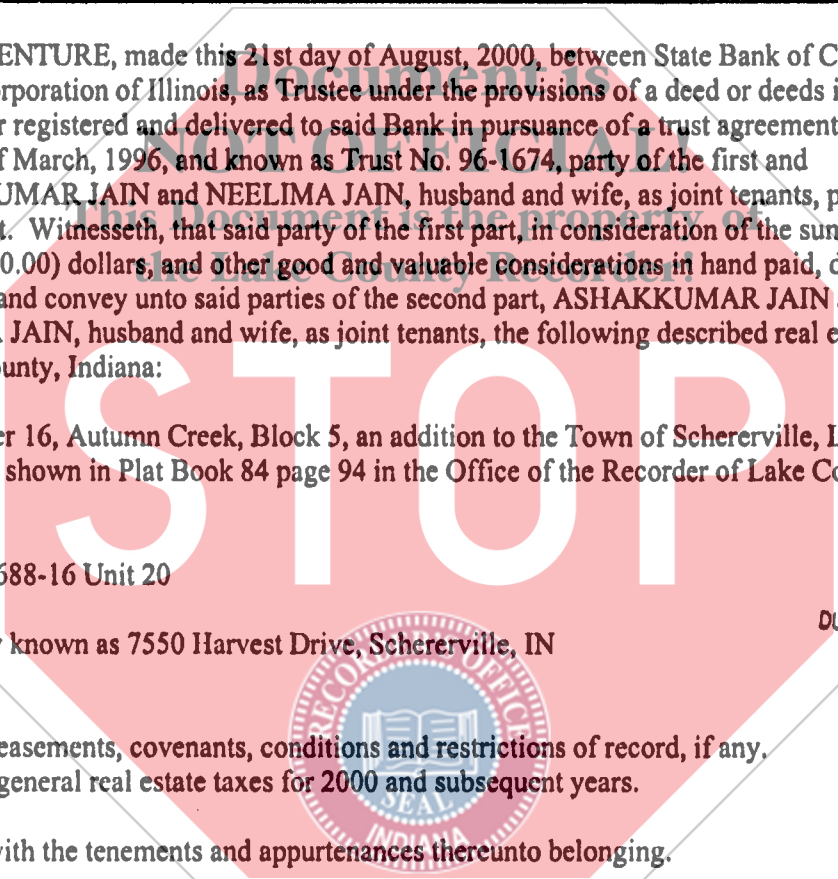 ENTURE, made this 21st day of August, 2000, between State Bank of C
rporation of Illinois, as Trustee under the provisions of a deed or deeds i
r registered and delivered to said Bank in pursuance of a trust agreement
f March, 1996, and known as Trust No. 96-1674, party of the first and
UMAR JAIN and NEELIMA JAIN, husband and wife, as joint tenants, p
t. Witnesseth, that said party of the first part, in consideration of the sum
0.00) dollars, and other good and valuable considerations in hand paid, d
and convey unto said parties of the second part, ASHAKKUMAR JAIN
JAIN, husband and wife, as joint tenants, the following described real e
ounty, Indiana:
er 16, Autumn Creek, Block 5, an addition to the Town of Schererville, L
shown in Plat Book 84 page 94 in the Office of the Recorder of Lake Co
688-16 Unit 20
DU
known as 7550 Harvest Drive, Schererville, IN
easements, covenants, conditions and restrictions of record, if any.
general real estate taxes for 2000 and subsequent years.
with the tenements and appurtenances thereunto belonging.
Document is
NOT OFFICIAL
This Document is the property of
the Lake County Recorder!
STOP
RECORDER'S OFFICE
SEAL
INDIANA